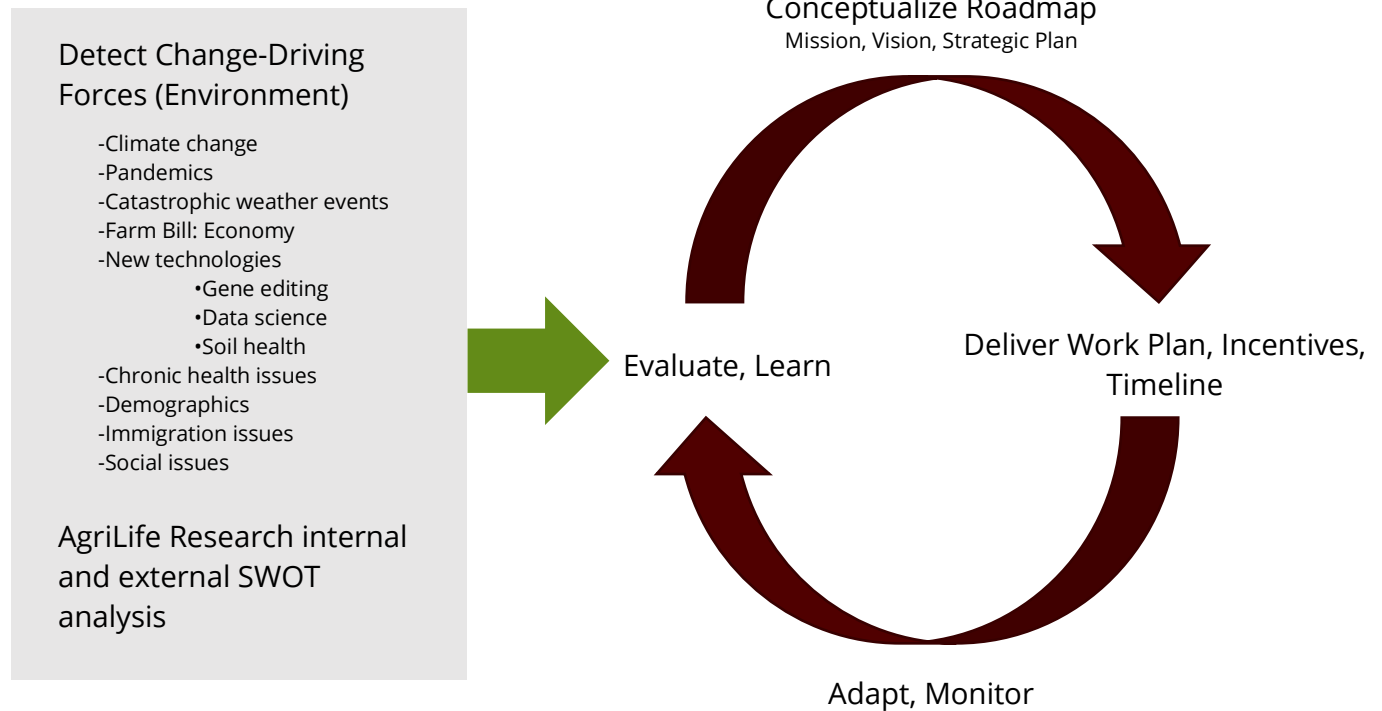 Detect Change-Driving
Forces (Environment)
-Climate change
-Pandemics
-Catastrophic weather events
-Farm Bill: Economy
-New technologies
•Gene editing
•Data science
•Soil health
-Chronic health issues
-Demographics
-Immigration issues
-Social issues
AgriLife Research internal
and external SWOT
analysis
Conceptualize Roadmap
Mission, Vision, Strategic Plan
Evaluate, Learn
Deliver Work Plan, Incentives,
Timeline
Adapt, Monitor